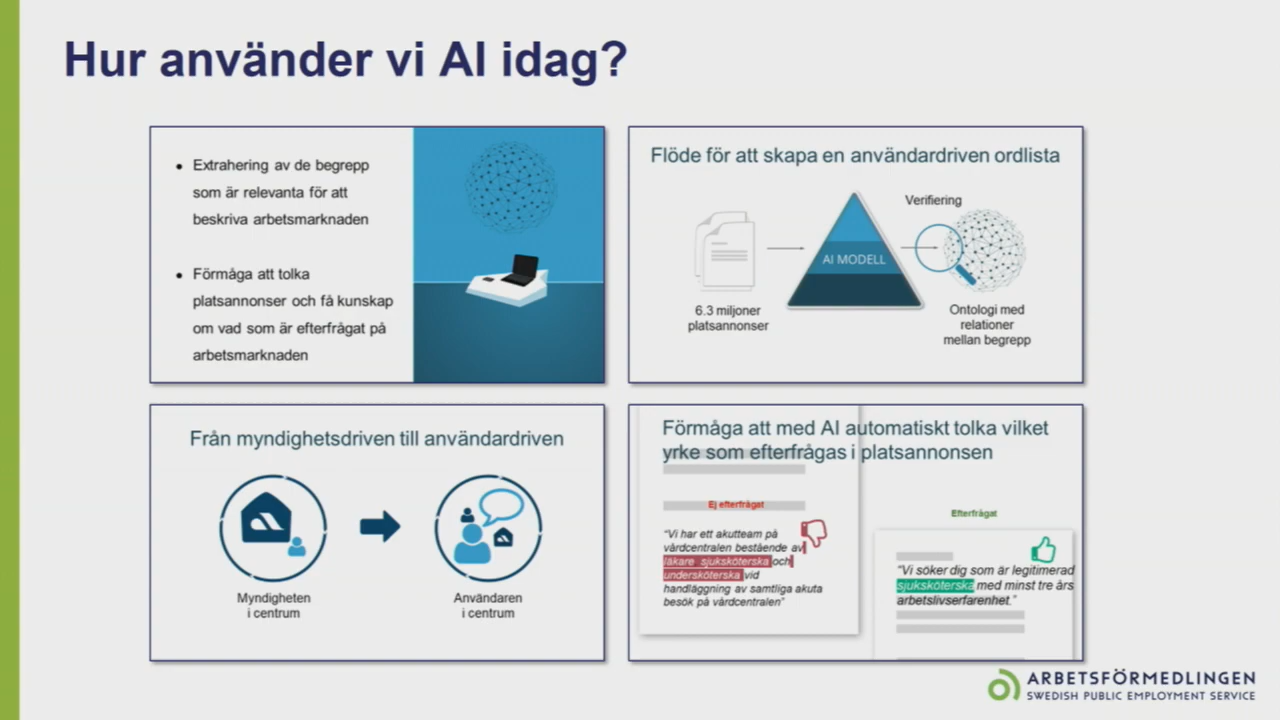 Hur använder vi AI idag?
• Extrahering av de begrepp
som är relevanta för att
beskriva arbetsmarknaden
• Förmåga att tolka
platsannonser och få kunskap
om vad som är efterfrågat på
arbetsmarknaden
Flöde för att skapa en användardriven ordlista
Verifiering
AI MODELL
6.3 miljoner
platsannonser
Ontologi med
relationer
mellan begrepp
Från myndighetsdriven till användardriven
Myndigheten
i centrum
Användaren
i centrum
Förmåga att med AI automatiskt tolka vilket
yrke som efterfrågas i platsannonsen
Ej efterfrågat
"Vi har ett akutteam på
vårdcentralen bestående av
läkare sjuksköterska och
undersköterska vid
handläggning av samtliga akuta
besök på vårdcentralen"
Efterfrågat
"Vi söker dig som är legitimerad
sjuksköterska med minst tre års
arbetslivserfarenhet."
ARBETSFÖRMEDLINGEN
SWEDISH PUBLIC EMPLOYMENT SERVICE